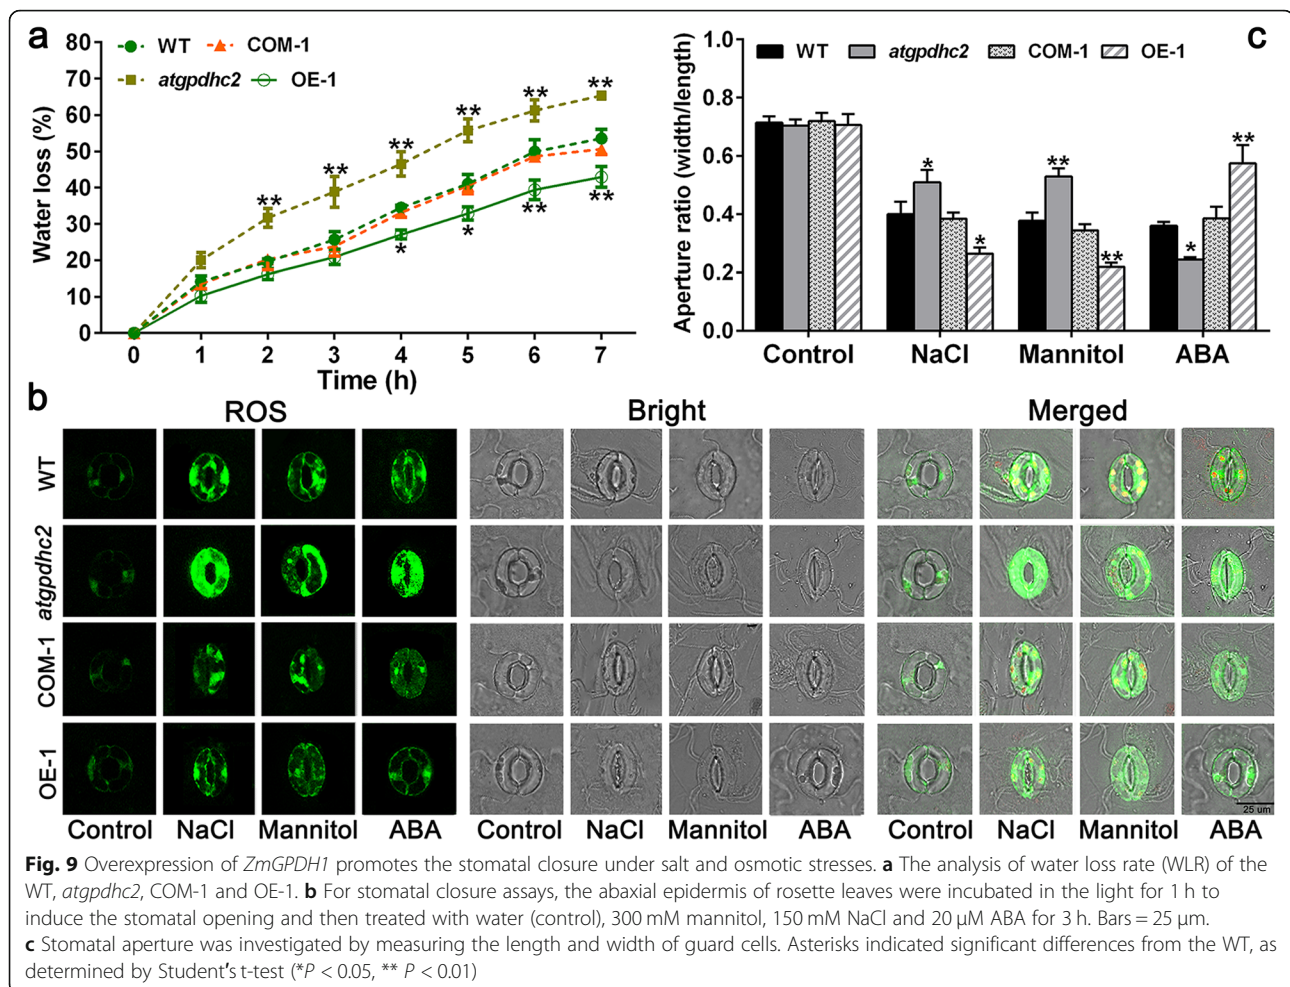 a
80
70
60
50
40
30
20
10
0
Water loss (%)
WT
COM-1
atgpdhc2
OE-1
**
**
**
**
**
**
*
*
**
**
0 1 2 3 4 5 6 7
Time (h)
c
1.0
0.8
0.6
0.4
0.2
0.0
Aperture ratio (width/length)
WT atgpdhc2 COM-1 OE-1
*
*
**
**
*
**
Control NaCl Mannitol ABA
b
ROS Bright Merged
WT
atgpdhc2
COM-1
OE-1
25 um
Control NaCl Mannitol ABA Control NaCl Mannitol ABA Control NaCl Mannitol ABA
Fig. 9 Overexpression of ZmGPDH1 promotes the stomatal closure under salt and osmotic stresses. a The analysis of water loss rate (WLR) of the
WT, atgpdhc2, COM-1 and OE-1. b For stomatal closure assays, the abaxial epidermis of rosette leaves were incubated in the light for 1 h to
induce the stomatal opening and then treated with water (control), 300 mM mannitol, 150 mM NaCl and 20 μM ABA for 3 h. Bars = 25 μm.
c Stomatal aperture was investigated by measuring the length and width of guard cells. Asterisks indicated significant differences from the WT, as
determined by Student's t-test (*P < 0.05, ** P < 0.01)